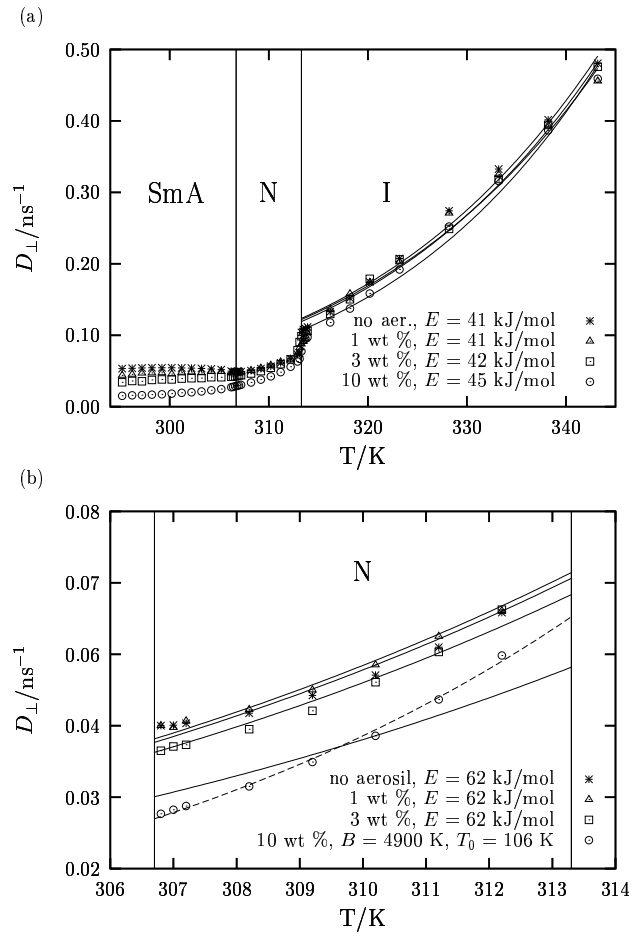 (a)
0.50
0.40
0.30
0.20
0.10
0.00
D⊥/ns⁻¹
SmA
N
I
no aer., E = 41 kJ/mol
1 wt %, E = 41 kJ/mol
3 wt %, E = 42 kJ/mol
10 wt %, E = 45 kJ/mol
300 310 320 330 340
T/K
(b)
0.08
0.07
0.06
0.05
0.04
0.03
0.02
D⊥/ns⁻¹
N
no aerosil, E = 62 kJ/mol
1 wt %, E = 62 kJ/mol
3 wt %, E = 62 kJ/mol
10 wt %, B = 4900 K, T₀ = 106 K
306 307 308 309 310 311 312 313 314
T/K